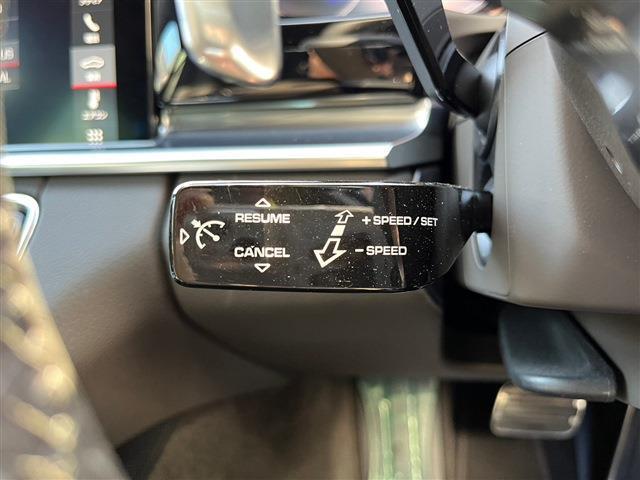 RESUME
+ SPEED / SET
CANCEL
– SPEED